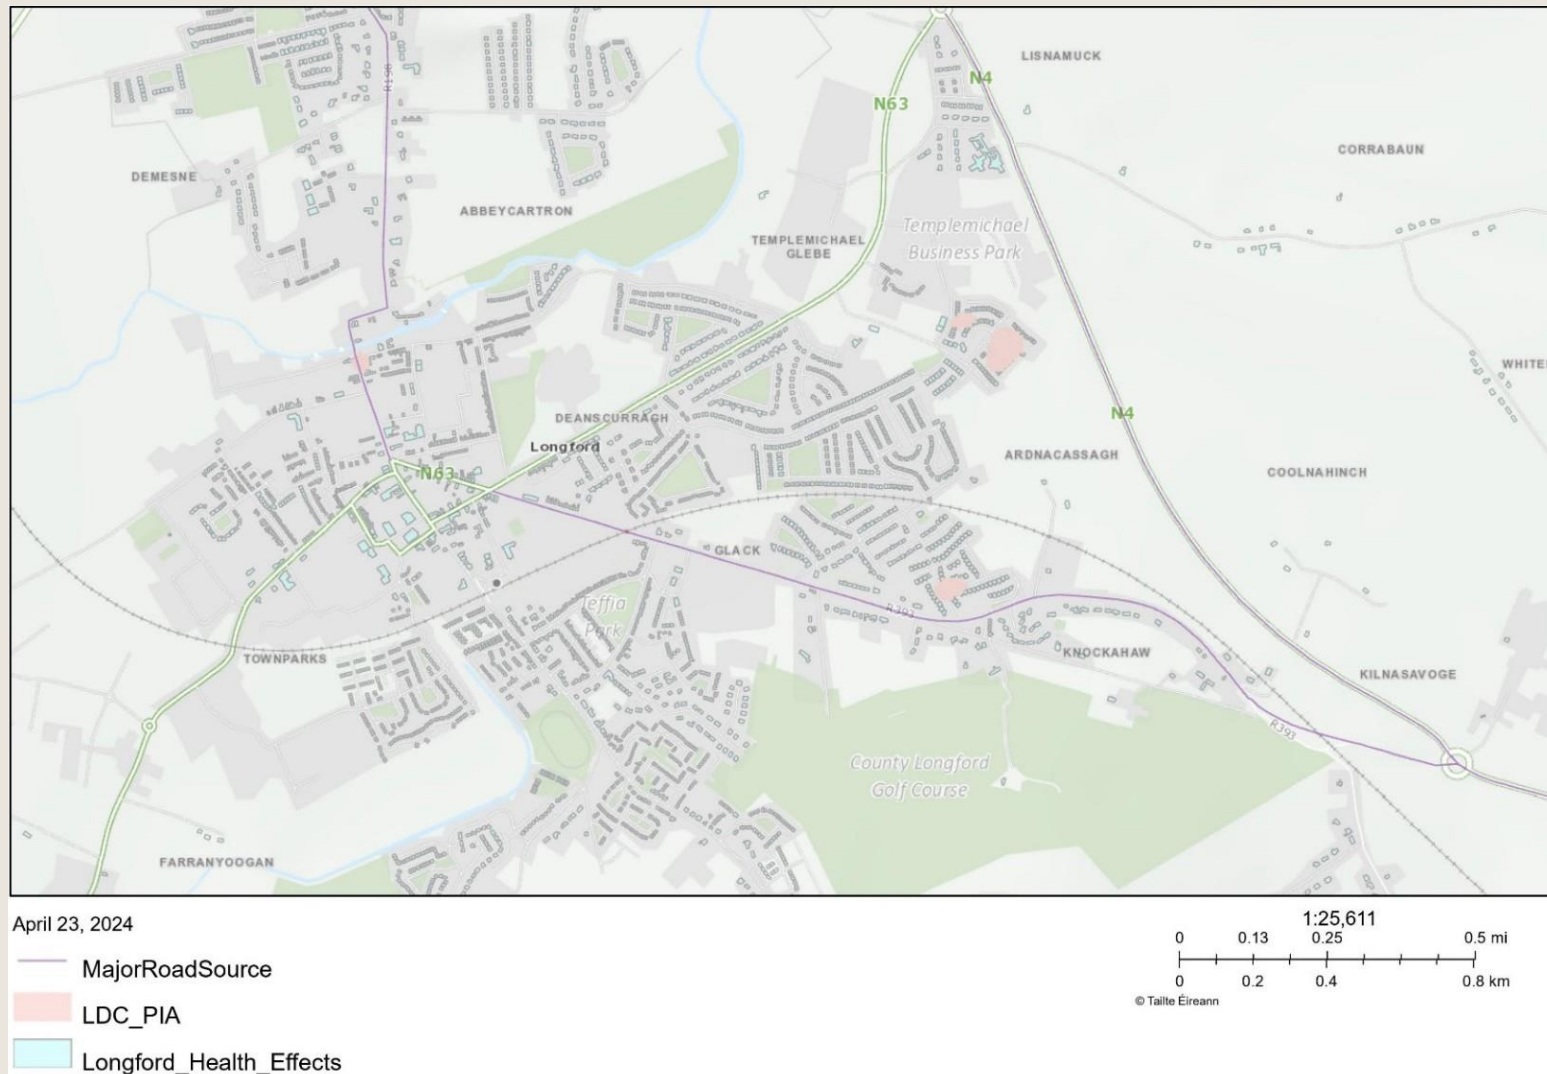 LISNAMUCK
N4
N63
R198
CORRABAUN
DEMESNE
ABBEYCARTRON
Templemichael
Business Park
TEMPLEMICHAEL
GLEBE
WHITE
N4
DEANSCURRAGH
Longford
ARDNACASSAGH
COOLNAHINCH
N63
GLACK
Teffia
Park
R393
TOWNPARKS
KNOCKAHAW
KILNASAVOGE
R393
County Longford
Golf Course
FARRANYOOGAN
April 23, 2024
MajorRoadSource
LDC_PIA
Longford_Health_Effects
1:25,611
0 0.13 0.25 0.5 mi
0 0.2 0.4 0.8 km
© Tailte Éireann